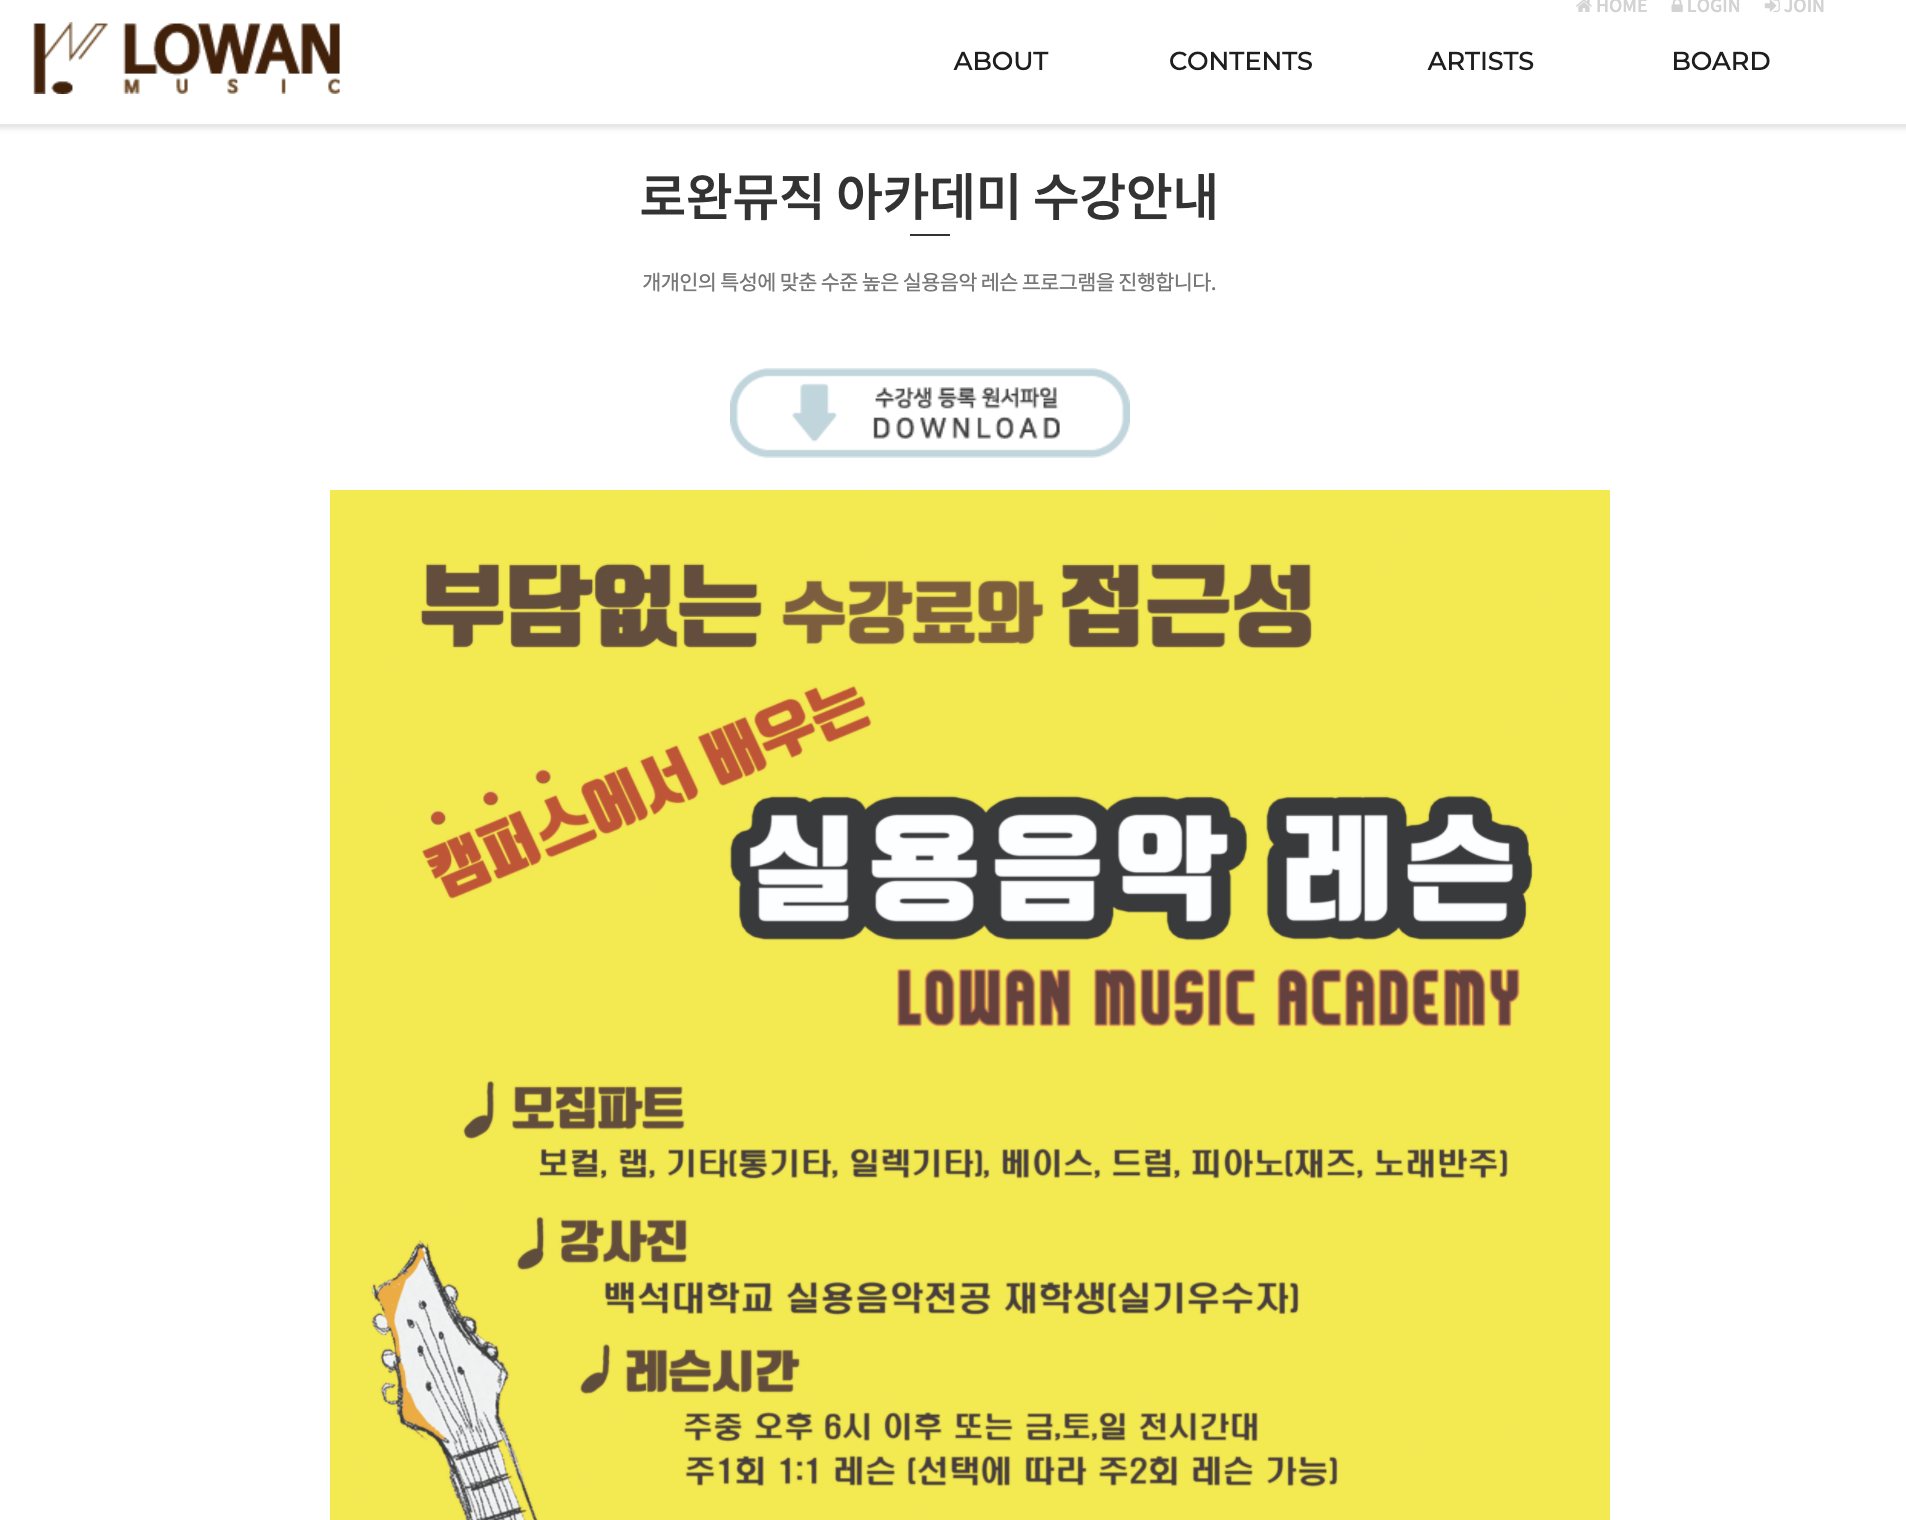 HOME LOGIN JOIN
LOWAN
MUSIC
ABOUT CONTENTS ARTISTS BOARD
로완뮤직 아카데미 수강안내
개개인의 특성에 맞춘 수준 높은 실용음악 레슨 프로그램을 진행합니다.
수강생 등록 원서파일
DOWNLOAD
부담없는 수강료와 접근성
캠퍼스에서 배우는
실용음악 레슨
LOWAN MUSIC ACADEMY
모집파트
보컬, 랩, 기타(통기타, 일렉기타), 베이스, 드럼, 피아노(재즈, 노래반주)
강사진
백석대학교 실용음악전공 재학생(실기우수자)
레슨시간
주중 오후 6시 이후 또는 금,토,일 전시간대
주1회 1:1 레슨 (선택에 따라 주2회 레슨 가능)